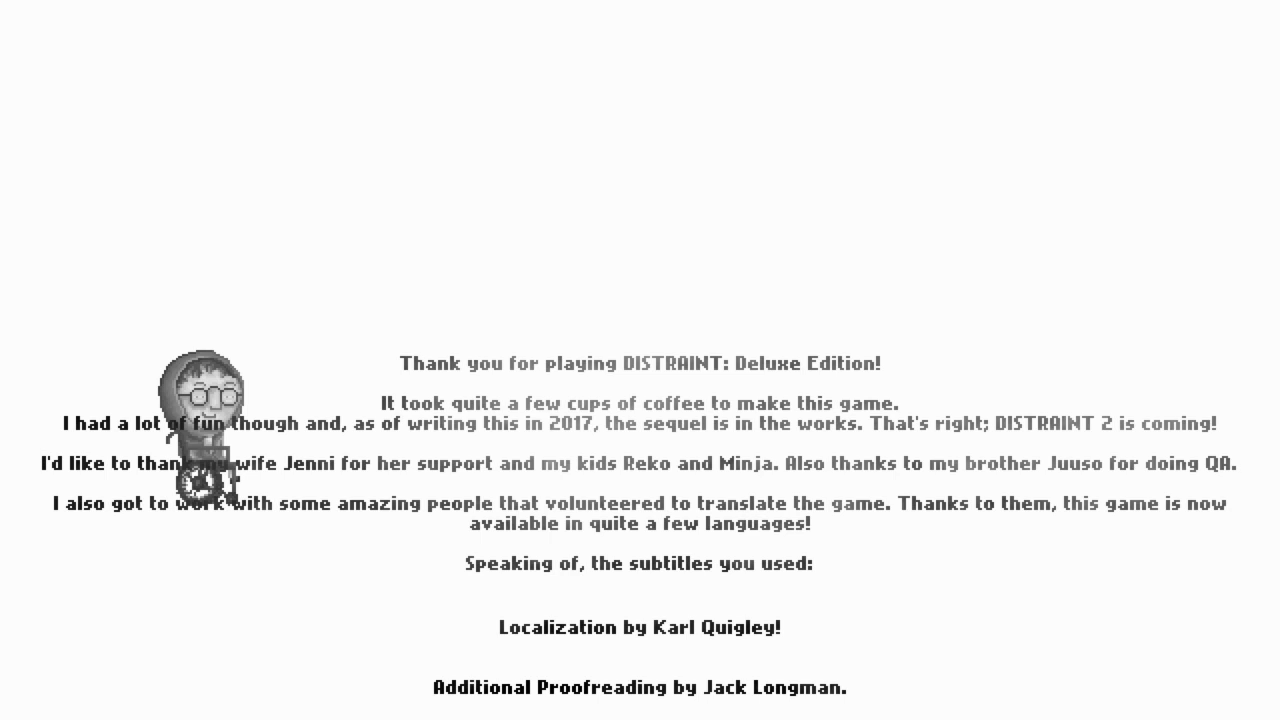 Thank you for playing DISTRAINT: Deluxe Edition!
It took quite a few cups of coffee to make this game.
I had a lot of fun though and, as of writing this in 2017, the sequel is in the works. That's right; DISTRAINT 2 is coming!
I'd like to thank my wife Jenni for her support and my kids Reko and Minja. Also thanks to my brother Juuso for doing QA.
I also got to work with some amazing people that volunteered to translate the game. Thanks to them, this game is now
available in quite a few languages!
Speaking of, the subtitles you used:
Localization by Karl Quigley!
Additional Proofreading by Jack Longman.